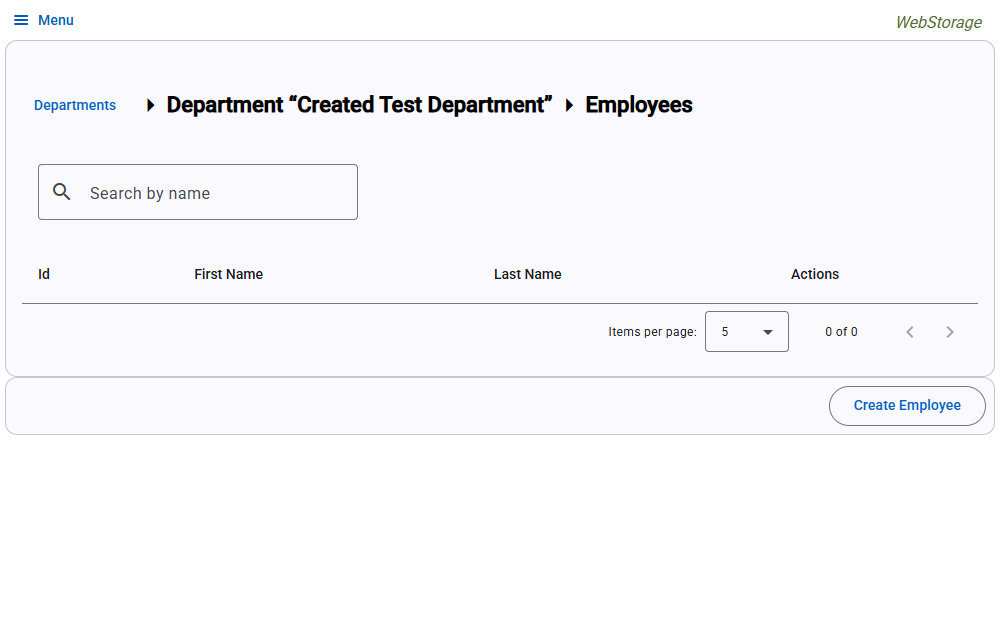 Menu
WebStorage
Departments Department “Created Test Department” Employees
Search by name
Id First Name Last Name Actions
Items per page: 5 0 of 0
Create Employee